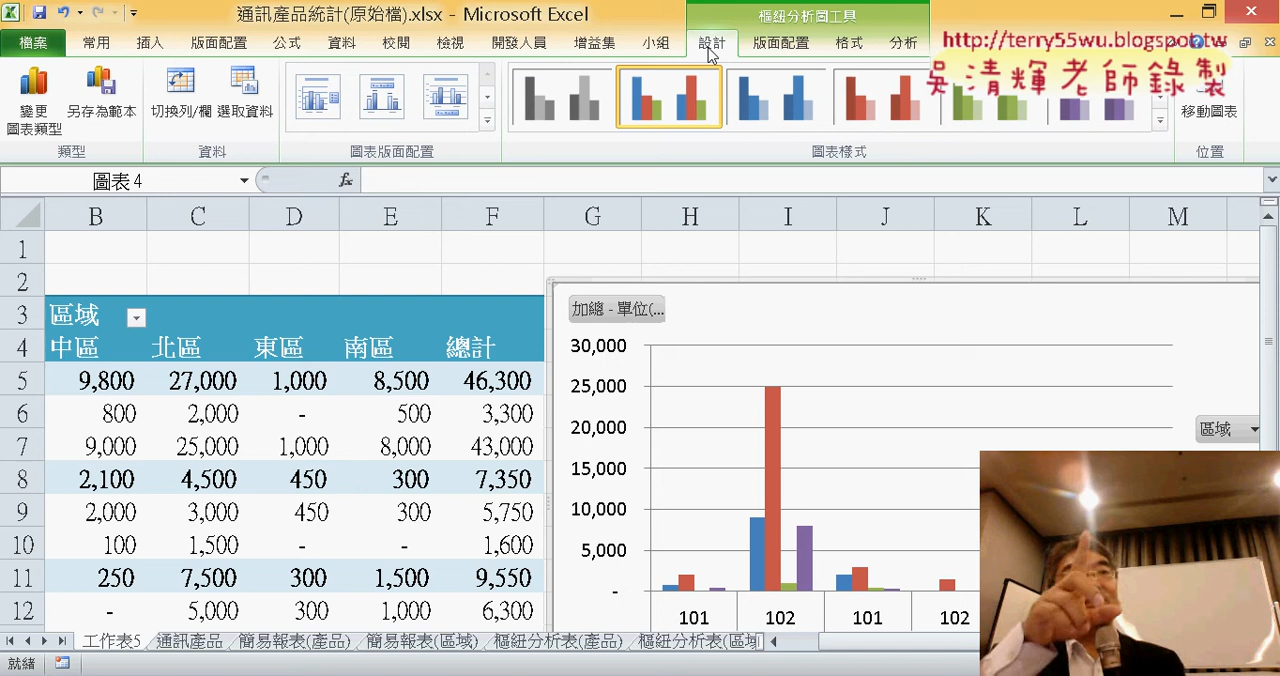 通訊產品統計(原始檔).xlsx - Microsoft Excel
樞紐分析圖工具
檔案 常用 插入 版面配置 公式 資料 校閱 檢視 開發人員 增益集 小組 設計 版面配置 格式 分析
http://terry55wu.blogspot.tw
吳清輝老師錄製
變更
圖表類型
另存為範本
切換列/欄
選取資料
移動圖表
類型
資料
圖表版面配置
圖表樣式
位置
圖表 4
fx
B C D E F G H I J K L M
1
2
3 區域
4 中區 北區 東區 南區 總計
5 9,800 27,000 1,000 8,500 46,300
6 800 2,000 - 500 3,300
7 9,000 25,000 1,000 8,000 43,000
8 2,100 4,500 450 300 7,350
9 2,000 3,000 450 300 5,750
10 100 1,500 - - 1,600
11 250 7,500 300 1,500 9,550
12 - 5,000 300 1,000 6,300
加總 - 單位(...
30,000
25,000
20,000
15,000
10,000
5,000
-
101 102 101 102
區域
工作表5 通訊產品 簡易報表(產品) 簡易報表(區域) 樞紐分析表(產品) 樞紐分析表(區域
就緒